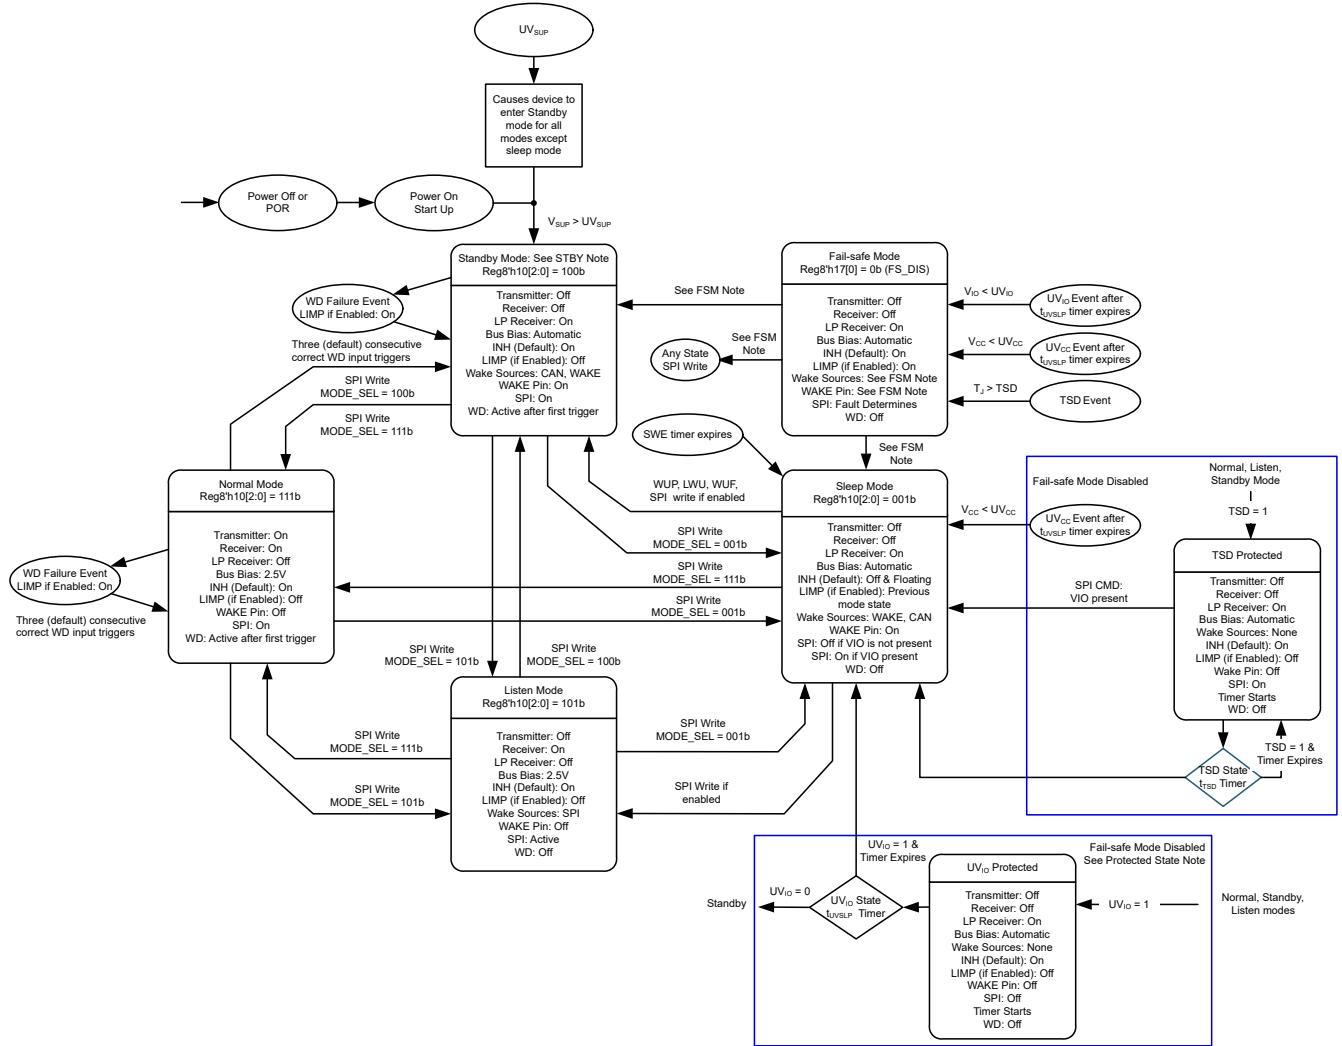 UVSUP
Causes device to
enter Standby
mode for all
modes except
sleep mode
Power Off or
POR
Power On
Start Up
VSUP > UVSUP
Standby Mode: See STBY Note
Reg8'h10[2:0] = 100b
Transmitter: Off
Receiver: Off
LP Receiver: On
Bus Bias: Automatic
INH (Default): On
LIMP (if Enabled): Off
Wake Sources: CAN, WAKE
WAKE Pin: On
SPI: On
WD: Active after first trigger
WD Failure Event
LIMP if Enabled: On
Three (default) consecutive
correct WD input triggers
SPI Write
MODE_SEL = 100b
SPI Write
MODE_SEL = 111b
Fail-safe Mode
Reg8'h17[0] = 0b (FS_DIS)
Transmitter: Off
Receiver: Off
LP Receiver: On
Bus Bias: Automatic
INH (Default): On
LIMP (if Enabled): On
Wake Sources: See FSM Note
WAKE Pin: See FSM Note
SPI: Fault Determines
WD: Off
See FSM Note
See FSM
Note
Any State
SPI Write
VIO < UVIO
UVIO Event after
tUVSLP timer expires
VCC < UVCC
UVCC Event after
tUVSLP timer expires
TJ > TSD
TSD Event
SWE timer expires
See FSM
Note
Normal Mode
Reg8'h10[2:0] = 111b
Transmitter: On
Receiver: On
LP Receiver: Off
Bus Bias: 2.5V
INH (Default): On
LIMP (if Enabled): Off
WAKE Pin: Off
SPI: On
WD: Active after first trigger
WD Failure Event
LIMP if Enabled: On
Three (default) consecutive
correct WD input triggers
WUP, LWU, WUF,
SPI write if enabled
SPI Write
MODE_SEL = 001b
SPI Write
MODE_SEL = 111b
SPI Write
MODE_SEL = 001b
Sleep Mode
Reg8'h10[2:0] = 001b
Transmitter: Off
Receiver: Off
LP Receiver: On
Bus Bias: Automatic
INH (Default): Off & Floating
LIMP (if Enabled): Previous
mode state
Wake Sources: WAKE, CAN
WAKE Pin: On
SPI: Off if VIO is not present
SPI: On if VIO present
WD: Off
Fail-safe Mode Disabled
Normal, Listen,
Standby Mode
TSD = 1
VCC < UVCC
UVCC Event after
tUVSLP timer expires
SPI CMD:
VIO present
TSD Protected
Transmitter: Off
Receiver: Off
LP Receiver: On
Bus Bias: Automatic
Wake Sources: None
INH (Default): On
LIMP (if Enabled): Off
Wake Pin: Off
SPI: On
Timer Starts
WD: Off
TSD = 1 &
Timer Expires
TSD State
tTSD Timer
SPI Write
MODE_SEL = 101b
SPI Write
MODE_SEL = 100b
Listen Mode
Reg8'h10[2:0] = 101b
Transmitter: Off
Receiver: On
LP Receiver: Off
Bus Bias: 2.5V
INH (Default): On
LIMP (if Enabled): Off
Wake Sources: SPI
WAKE Pin: Off
SPI: Active
WD: Off
SPI Write
MODE_SEL = 111b
SPI Write
MODE_SEL = 101b
SPI Write
MODE_SEL = 001b
SPI Write if
enabled
UVIO = 1 &
Timer Expires
Fail-safe Mode Disabled
See Protected State Note
Standby
UVIO = 0
UVIO State
tUVSLP Timer
UVIO Protected
Transmitter: Off
Receiver: Off
LP Receiver: On
Bus Bias: Automatic
Wake Sources: None
INH (Default): On
LIMP (if Enabled): Off
WAKE Pin: Off
SPI: Off
Timer Starts
WD: Off
UVIO = 1
Normal, Standby,
Listen modes